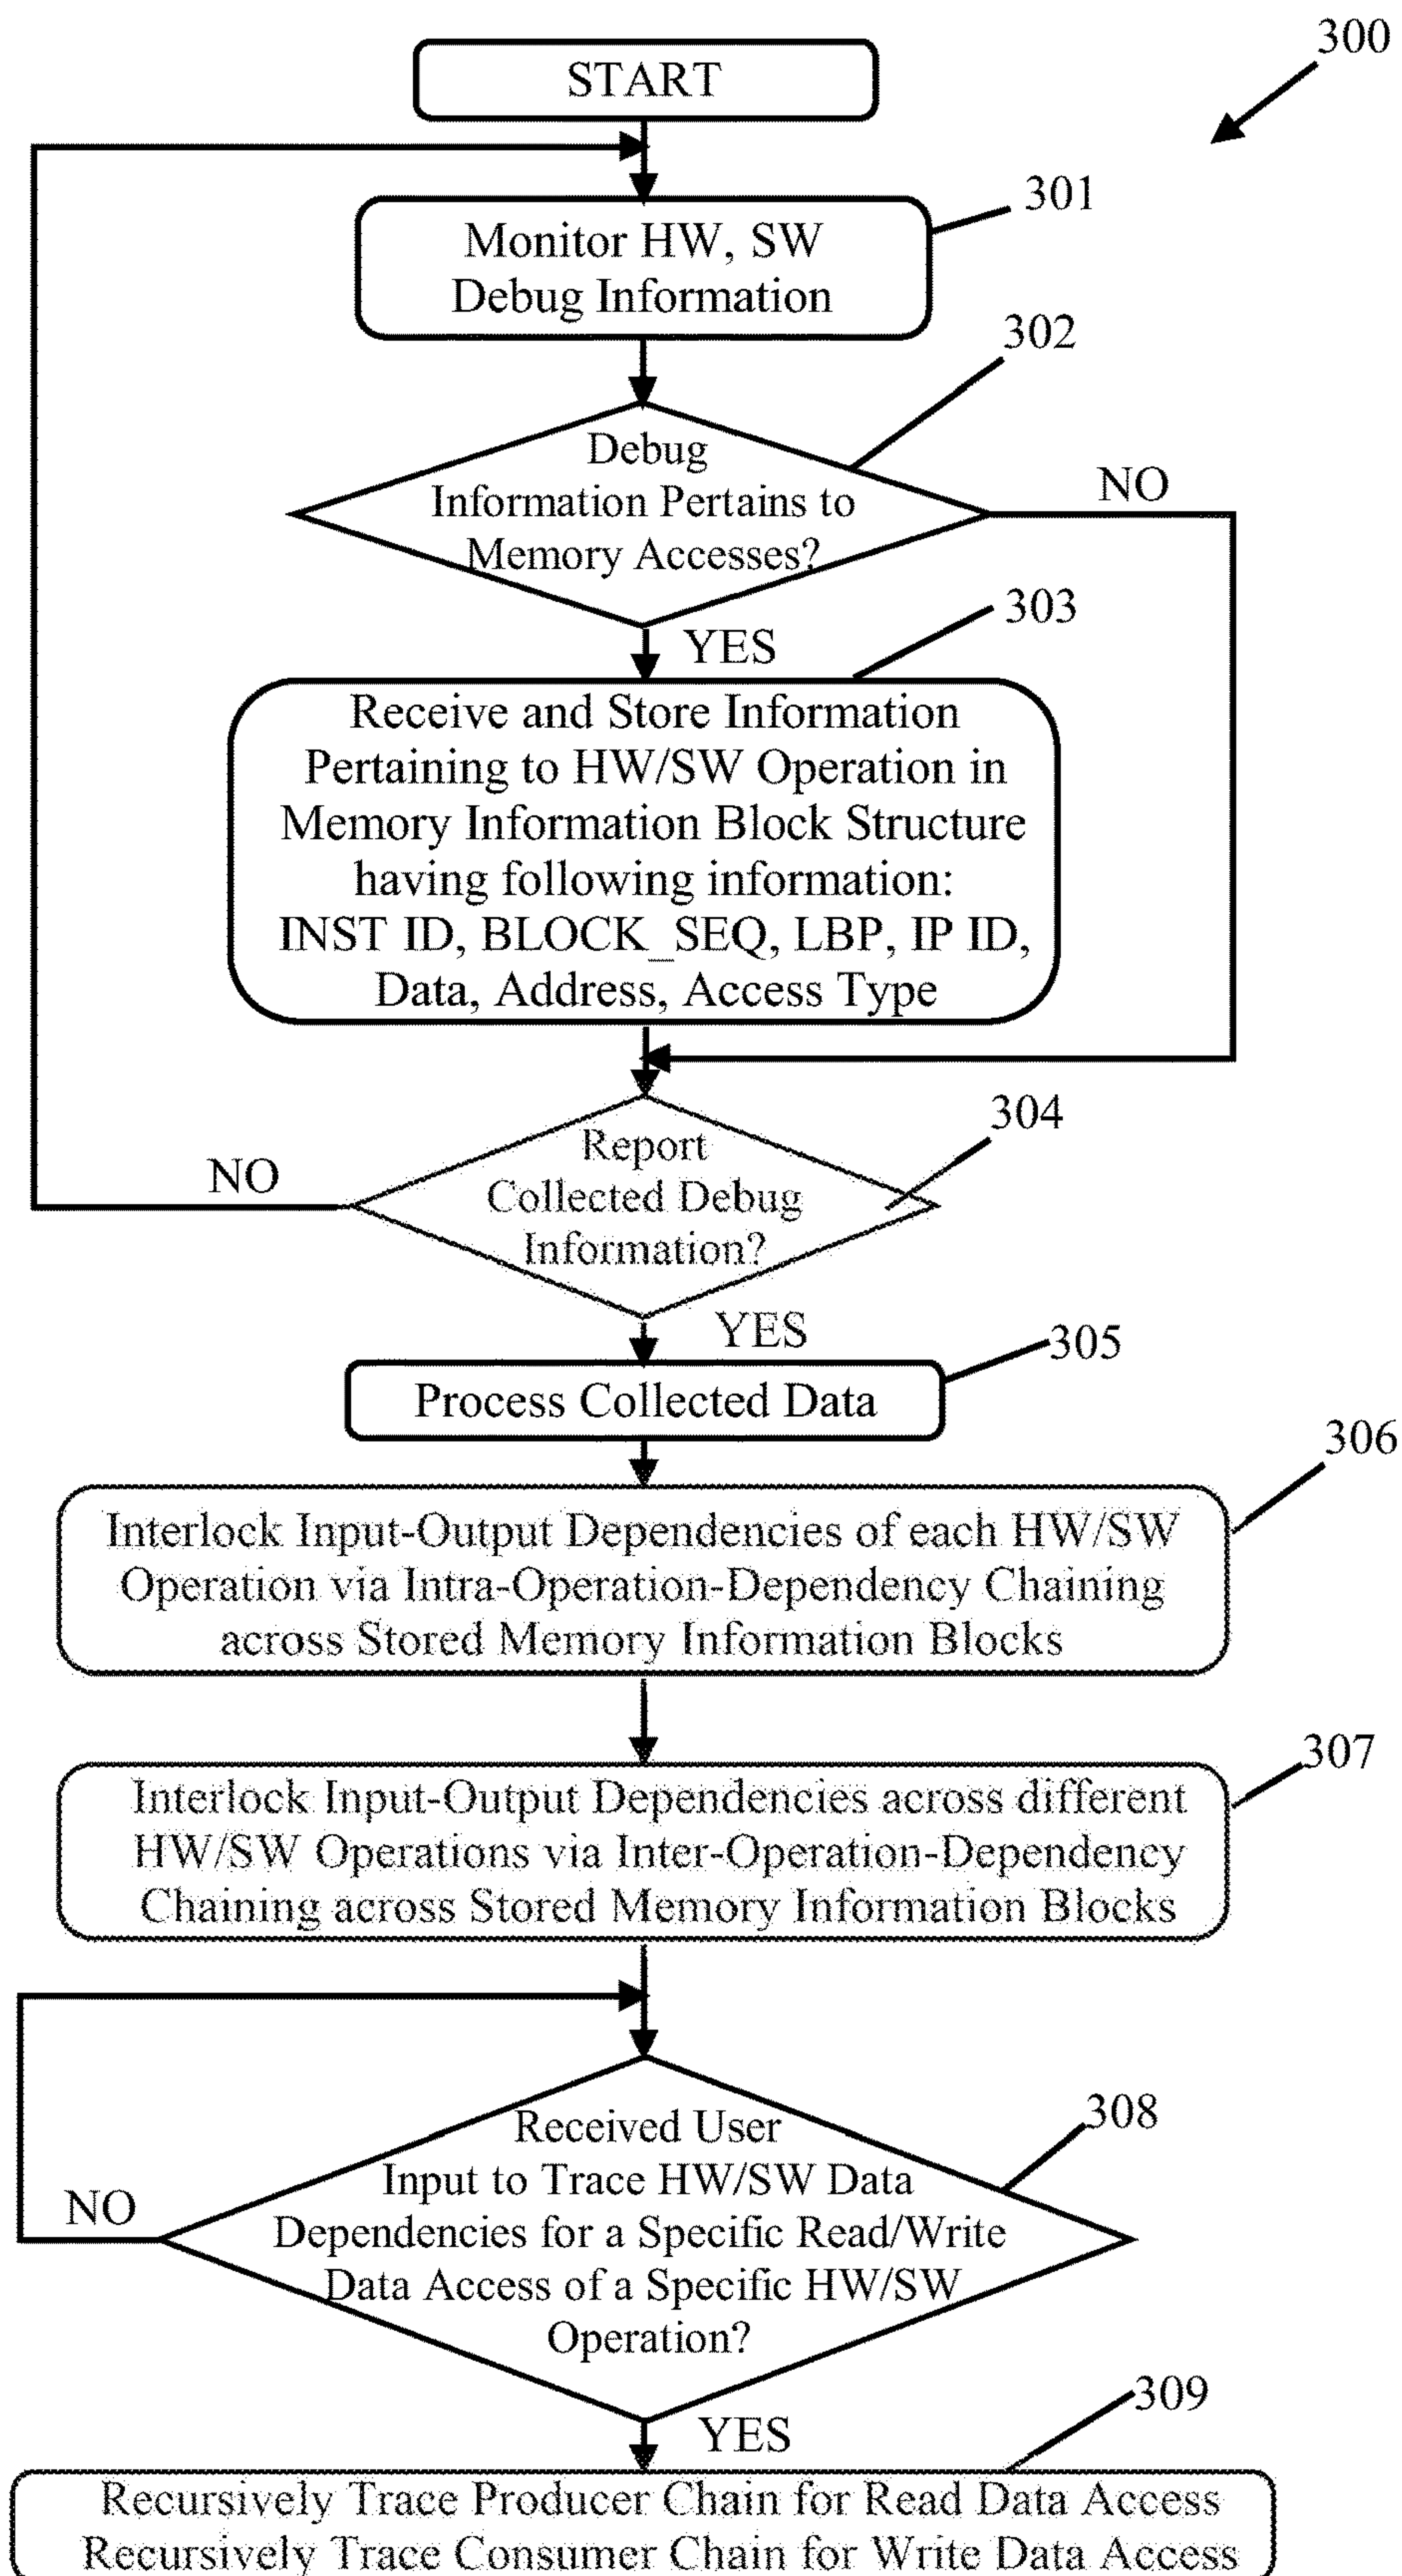 300
START
301
Monitor HW, SW
Debug Information
302
Debug
Information Pertains to
Memory Accesses?
NO
YES
303
Receive and Store Information
Pertaining to HW/SW Operation in
Memory Information Block Structure
having following information:
INST ID, BLOCK_SEQ, LBP, IP ID,
Data, Address, Access Type
304
Report
Collected Debug
Information?
NO
YES
305
Process Collected Data
306
Interlock Input-Output Dependencies of each HW/SW
Operation via Intra-Operation-Dependency Chaining
across Stored Memory Information Blocks
307
Interlock Input-Output Dependencies across different
HW/SW Operations via Inter-Operation-Dependency
Chaining across Stored Memory Information Blocks
308
Received User
Input to Trace HW/SW Data
Dependencies for a Specific Read/Write
Data Access of a Specific HW/SW
Operation?
NO
YES
309
Recursively Trace Producer Chain for Read Data Access
Recursively Trace Consumer Chain for Write Data Access